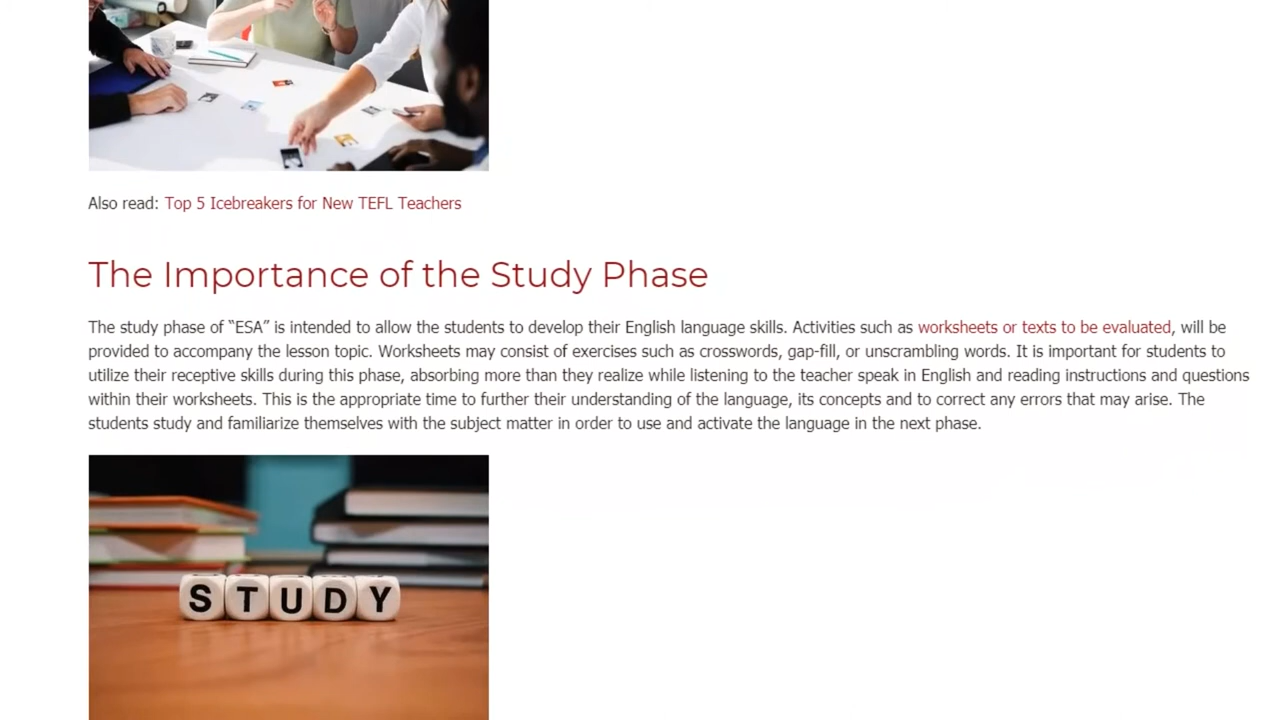 Also read: Top 5 Icebreakers for New TEFL Teachers
The Importance of the Study Phase
The study phase of “ESA” is intended to allow the students to develop their English language skills. Activities such as worksheets or texts to be evaluated, will be
provided to accompany the lesson topic. Worksheets may consist of exercises such as crosswords, gap-fill, or unscrambling words. It is important for students to
utilize their receptive skills during this phase, absorbing more than they realize while listening to the teacher speak in English and reading instructions and questions
within their worksheets. This is the appropriate time to further their understanding of the language, its concepts and to correct any errors that may arise. The
students study and familiarize themselves with the subject matter in order to use and activate the language in the next phase.
STUDY